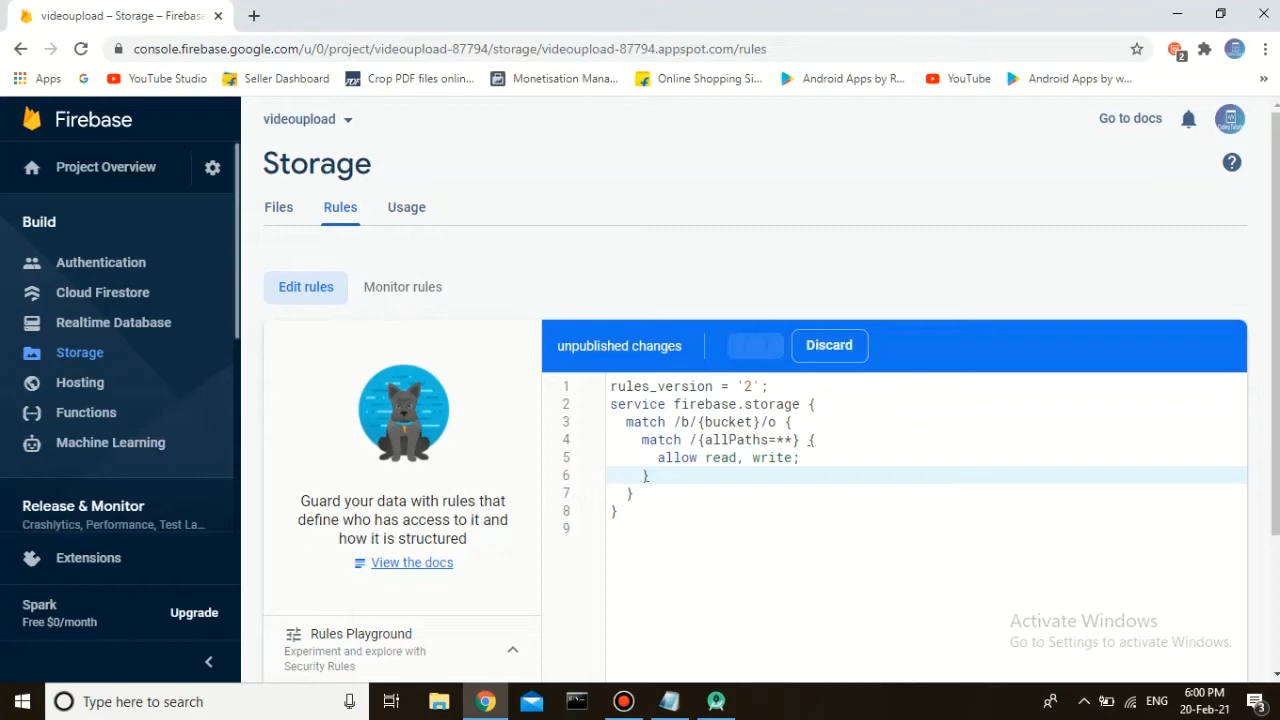 videoupload – Storage – Firebase
console.firebase.google.com/u/0/project/videoupload-87794/storage/videoupload-87794.appspot.com/rules
2
Apps
YouTube Studio
Seller Dashboard
Crop PDF files onlin...
Monetisation Mana...
Online Shopping Si...
Android Apps by R...
YouTube
Android Apps by w...
»
Firebase
videoupload
Go to docs
Project Overview
Storage
Files
Rules
Usage
Build
Authentication
Cloud Firestore
Realtime Database
Storage
Hosting
Functions
Machine Learning
Release & Monitor
Crashlytics, Performance, Test La...
Extensions
Spark
Free $0/month
Upgrade
Edit rules
Monitor rules
Guard your data with rules that
define who has access to it and
how it is structured
View the docs
Rules Playground
Experiment and explore with
Security Rules
unpublished changes
Discard
1 rules_version = '2';
2 service firebase.storage {
3 match /b/{bucket}/o {
4 match /{allPaths=**} {
5 allow read, write;
6 }
7 }
8 }
9
Activate Windows
Go to Settings to activate Windows.
Type here to search
ENG
6:00 PM
20-Feb-21
3